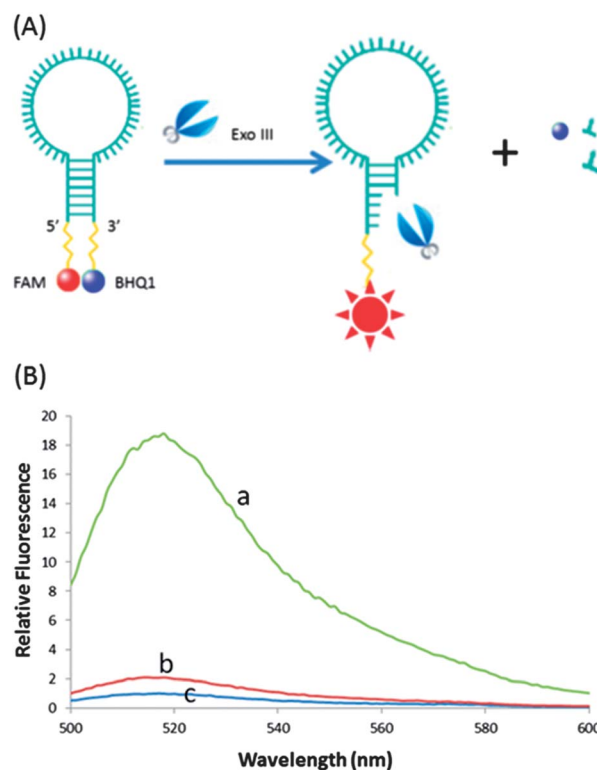 (A)
Exo III
+
5' 3'
FAM BHQ1
(B)
Relative Fluorescence
20
18
16
14
12
10
8
6
4
2
0
a
b
c
500 520 540 560 580 600
Wavelength (nm)